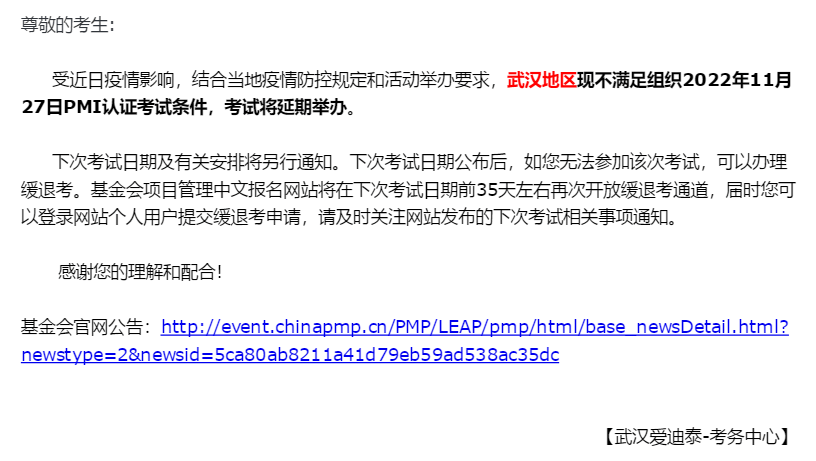 尊敬的考生:
受近日疫情影响，结合当地疫情防控规定和活动举办要求，武汉地区现不满足组织2022年11月
27日PMI认证考试条件，考试将延期举办。
下次考试日期及有关安排将另行通知。下次考试日期公布后，如您无法参加该次考试，可以办理
缓退考。基金会项目管理中文报名网站将在下次考试日期前35天左右再次开放缓退考通道，届时您可
以登录网站个人用户提交缓退考申请，请及时关注网站发布的下次考试相关事项通知。
感谢您的理解和配合！
基金会官网公告：http://event.chinapmp.cn/PMP/LEAP/pmp/html/base_newsDetail.html?
newstype=2&newsid=5ca80ab8211a41d79eb59ad538ac35dc
【武汉爱迪泰-考务中心】